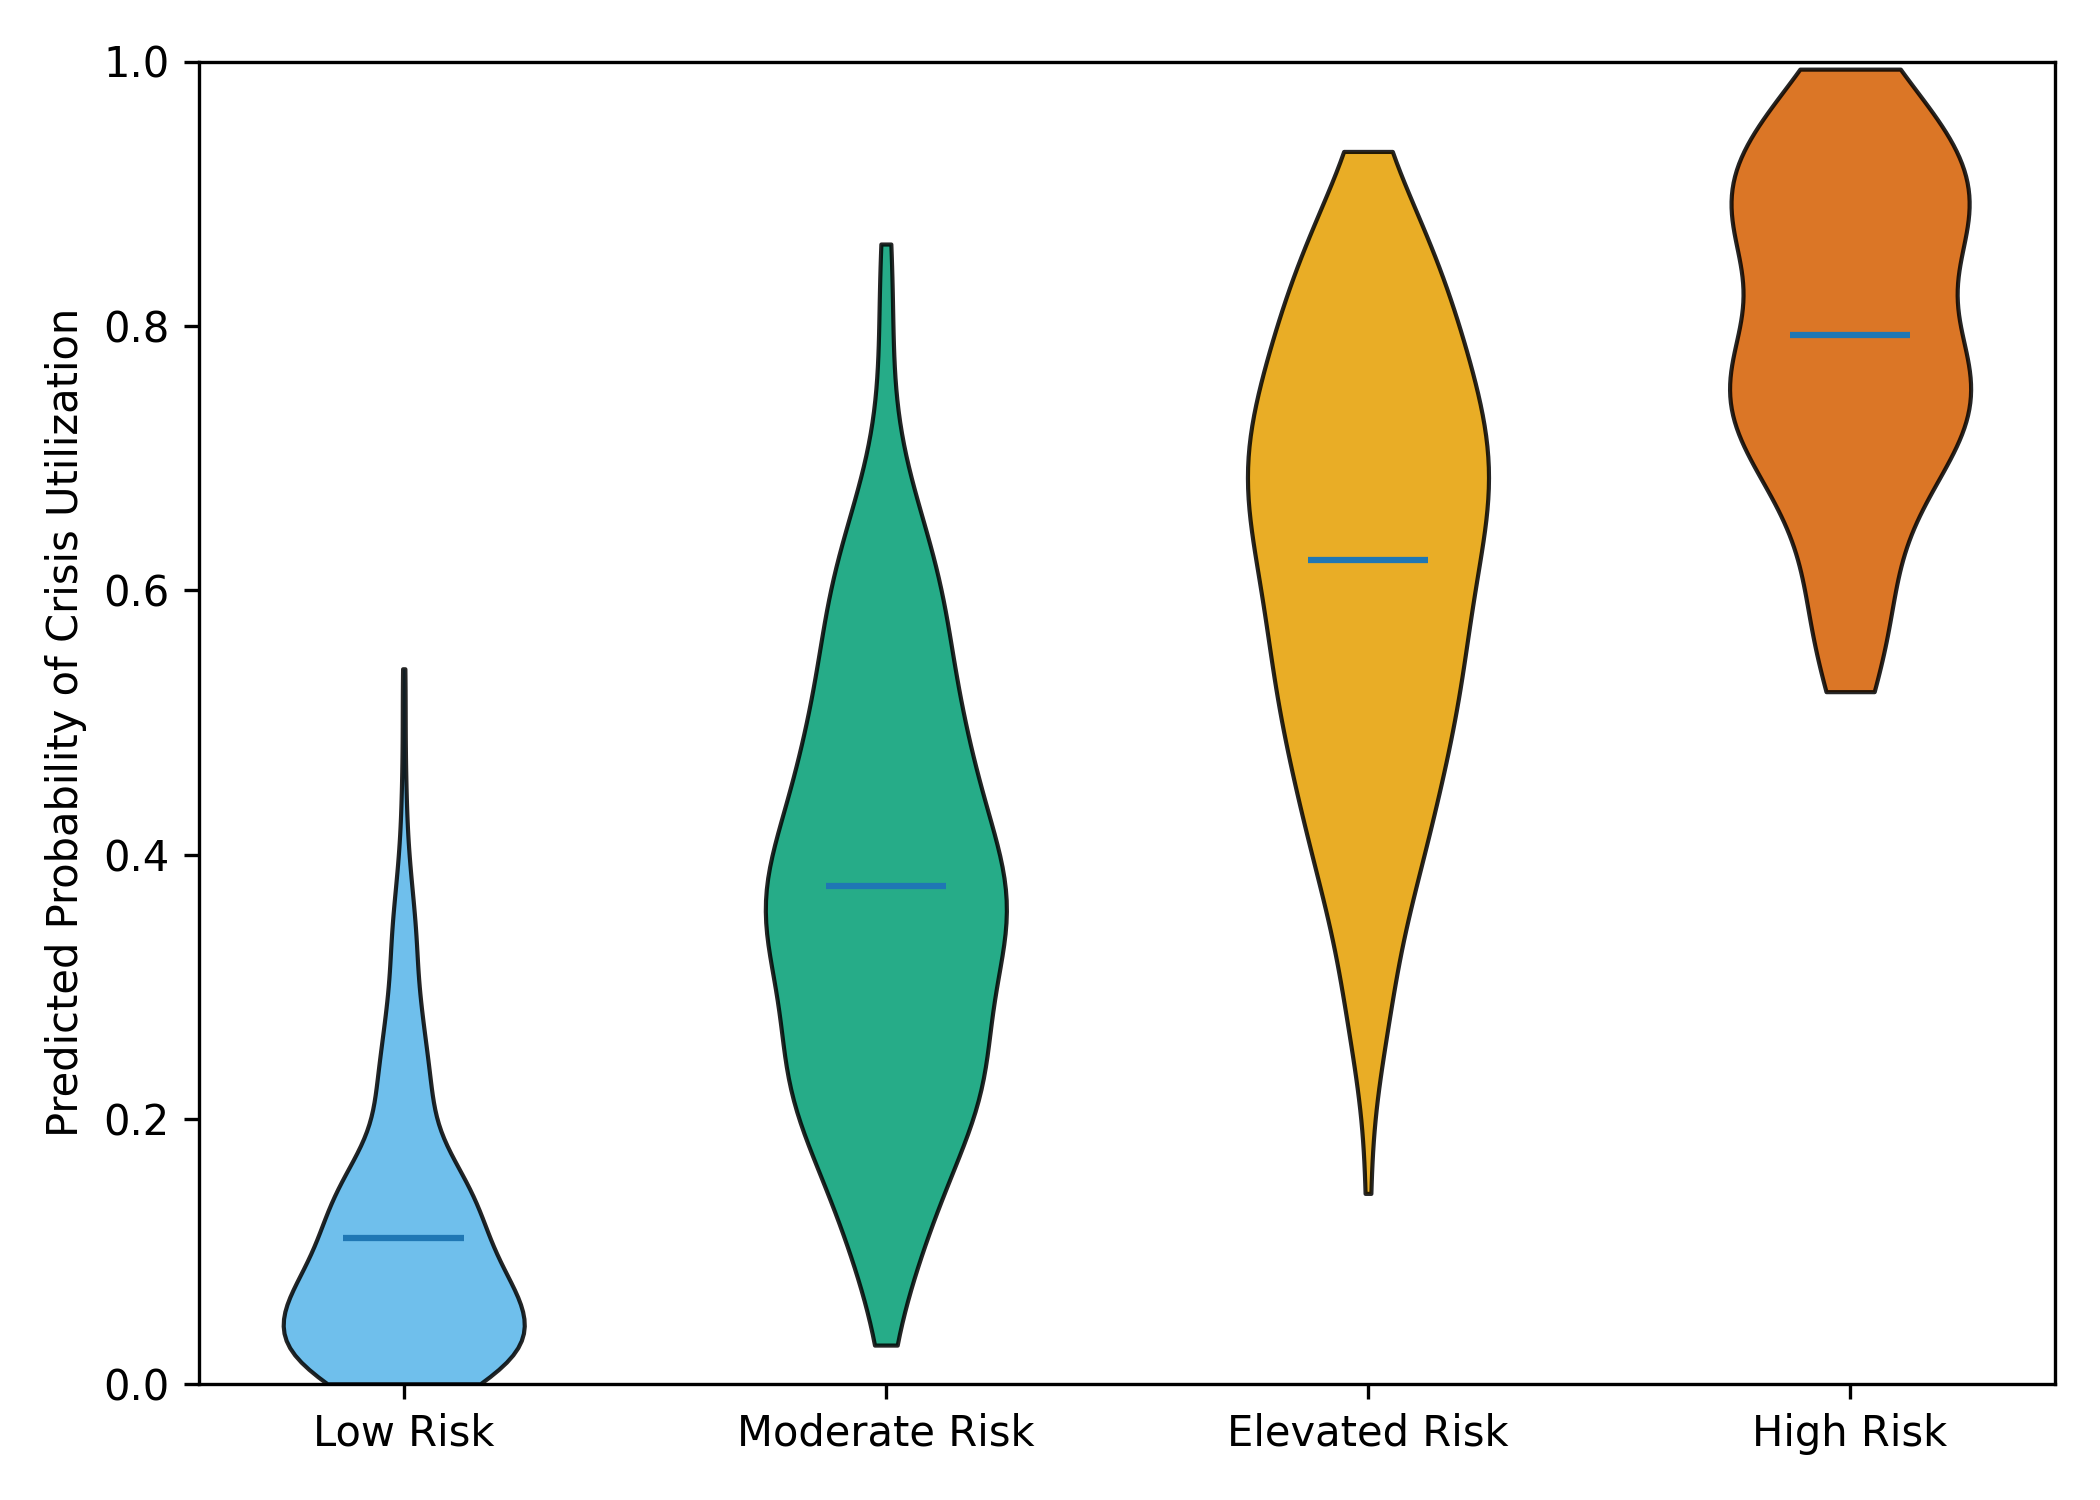 Predicted Probability of Crisis Utilization
1.0
0.8
0.6
0.4
0.2
0.0
Low Risk
Moderate Risk
Elevated Risk
High Risk